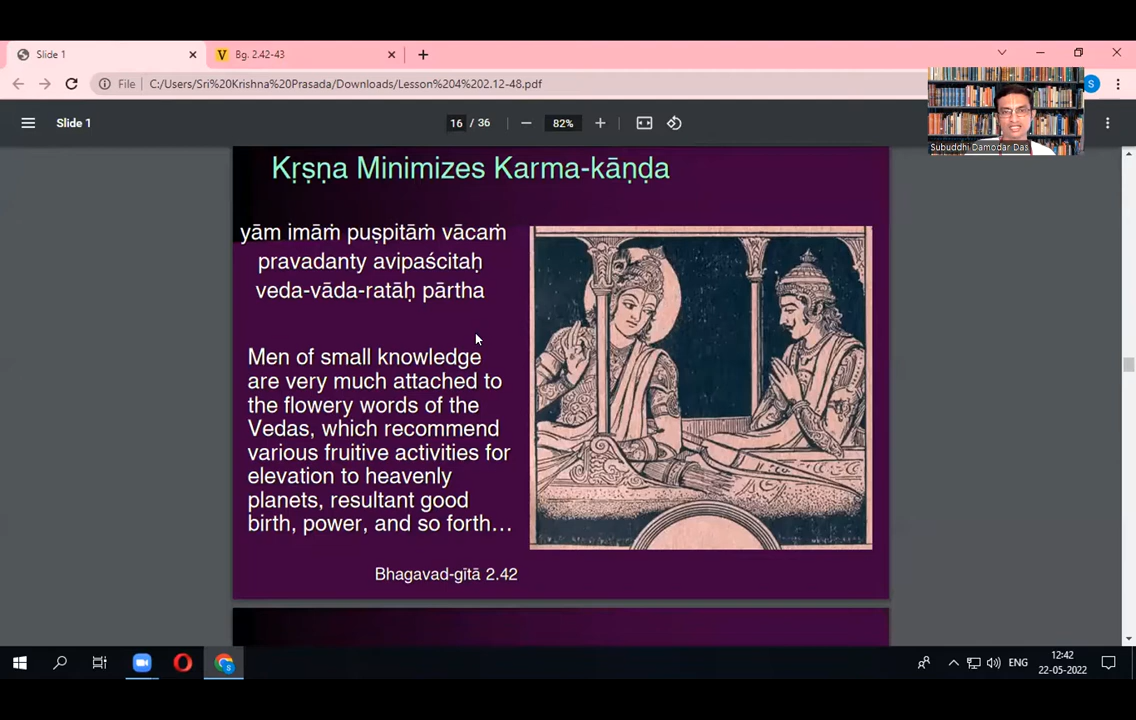 Slide 1
V Bg. 2.42-43
File C:/Users/Sri%20Krishna%20Prasada/Downloads/Lesson%204%202.12-48.pdf
S
Slide 1
16 / 36
82%
Subuddhi Damodar Das
Kṛṣṇa Minimizes Karma-kāṇḍa
yām imāṁ puṣpitāṁ vācaṁ
pravadanty avipaścitaḥ
veda-vāda-ratāḥ pārtha
Men of small knowledge
are very much attached to
the flowery words of the
Vedas, which recommend
various fruitive activities for
elevation to heavenly
planets, resultant good
birth, power, and so forth…
Bhagavad-gītā 2.42
S
ENG
12:42
22-05-2022